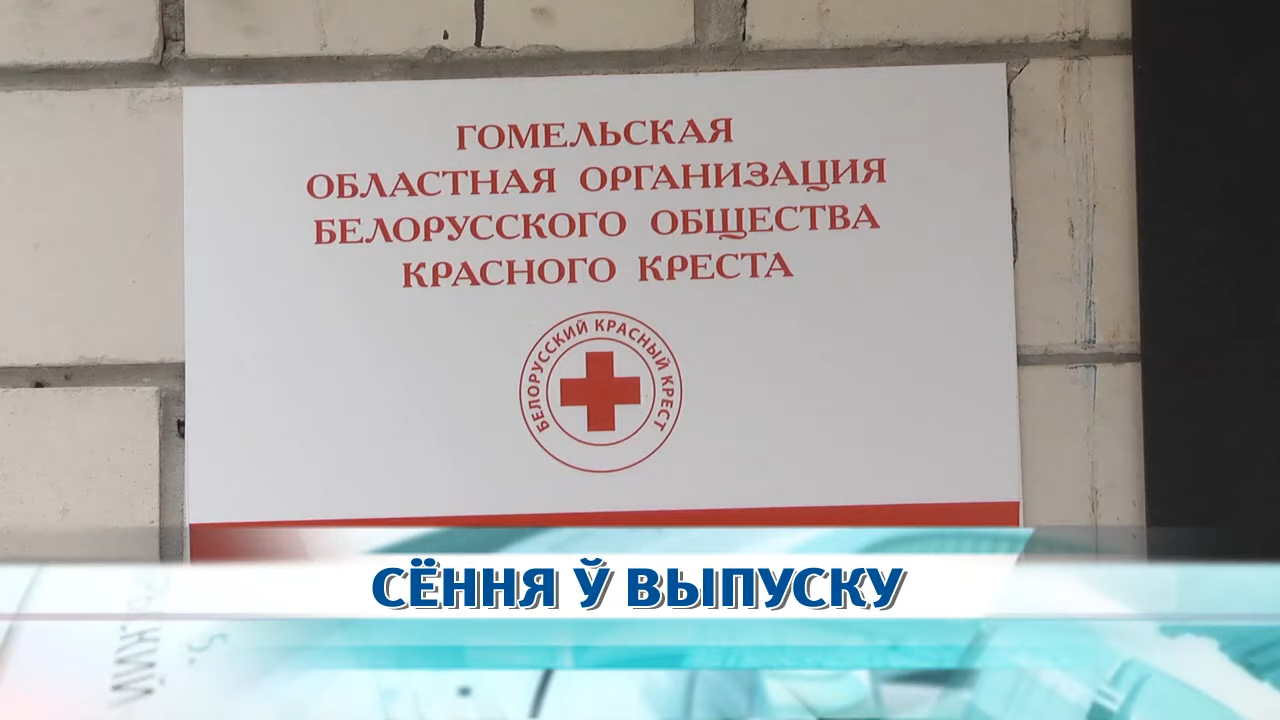 ГОМЕЛЬСКАЯ
ОБЛАСТНАЯ ОРГАНИЗАЦИЯ
БЕЛОРУССКОГО ОБЩЕСТВА
КРАСНОГО КРЕСТА
БЕЛОРУССКИЙ КРАСНЫЙ КРЕСТ
СЁННЯ Ў ВЫПУСКУ